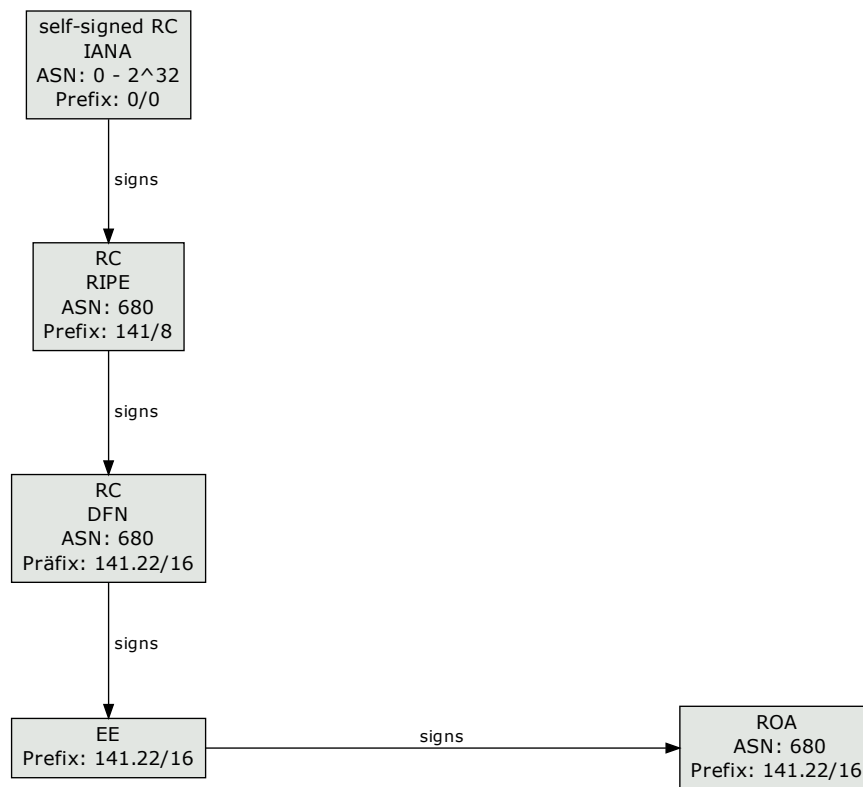 self-signed RC
IANA
ASN: 0 - 2^32
Prefix: 0/0
signs
RC
RIPE
ASN: 680
Prefix: 141/8
signs
RC
DFN
ASN: 680
Präfix: 141.22/16
signs
EE
Prefix: 141.22/16
signs
ROA
ASN: 680
Prefix: 141.22/16